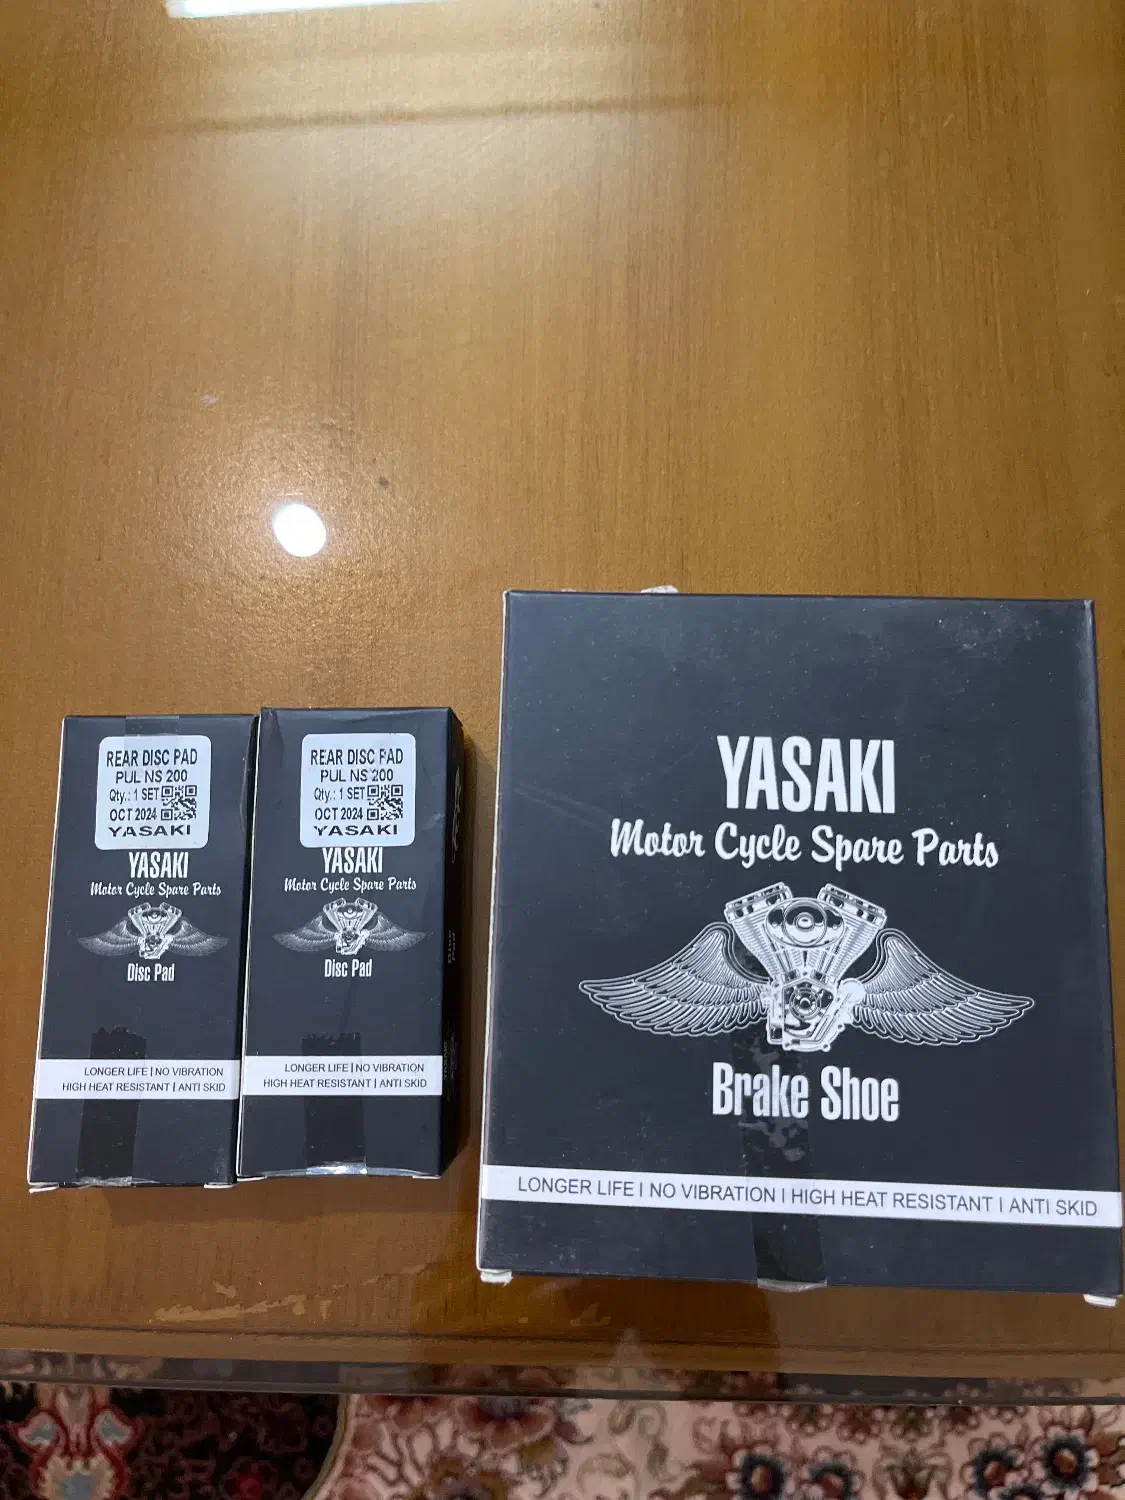 REAR DISC PAD
PUL NS 200
Qty.: 1 SET
OCT 2024
YASAKI
YASAKI
Motor Cycle Spare Parts
Disc Pad
LONGER LIFE | NO VIBRATION
HIGH HEAT RESISTANT | ANTI SKID
REAR DISC PAD
PUL NS 200
Qty.: 1 SET
OCT 2024
YASAKI
YASAKI
Motor Cycle Spare Parts
Disc Pad
LONGER LIFE | NO VIBRATION
HIGH HEAT RESISTANT | ANTI SKID
YASAKI
Motor Cycle Spare Parts
Brake Shoe
LONGER LIFE I NO VIBRATION I HIGH HEAT RESISTANT I ANTI SKID